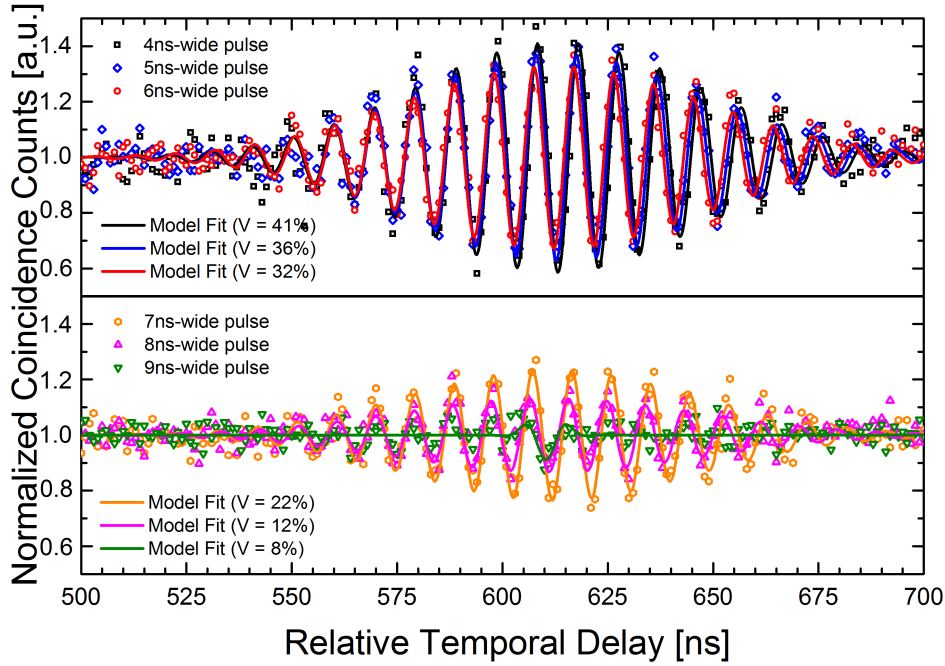 Normalized Coincidence Counts [a.u.]
1.4
1.2
1.0
0.8
0.6
4ns-wide pulse
5ns-wide pulse
6ns-wide pulse
Model Fit (V = 41%)
Model Fit (V = 36%)
Model Fit (V = 32%)
1.4
1.2
1.0
0.8
0.6
7ns-wide pulse
8ns-wide pulse
9ns-wide pulse
Model Fit (V = 22%)
Model Fit (V = 12%)
Model Fit (V = 8%)
500 525 550 575 600 625 650 675 700
Relative Temporal Delay [ns]